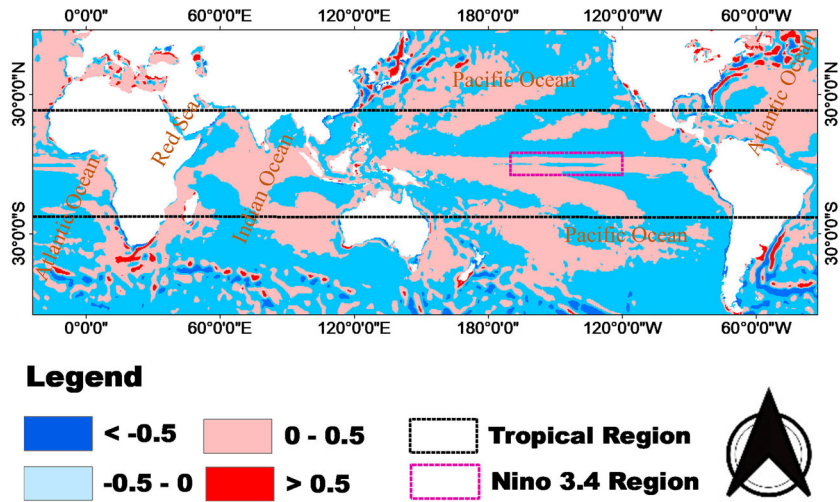 0°0'0" 60°0'0"E 120°0'0"E 180°0'0" 120°0'0"W 60°0'0"W
30°0'0"N
30°0'0"S
30°0'0"N
30°0'0"S
Pacific Ocean
Atlantic Ocean
Red Sea
Indian Ocean
Atlantic Ocean
Pacific Ocean
0°0'0" 60°0'0"E 120°0'0"E 180°0'0" 120°0'0"W 60°0'0"W
Legend
< -0.5 0 - 0.5 Tropical Region
-0.5 - 0 > 0.5 Nino 3.4 Region